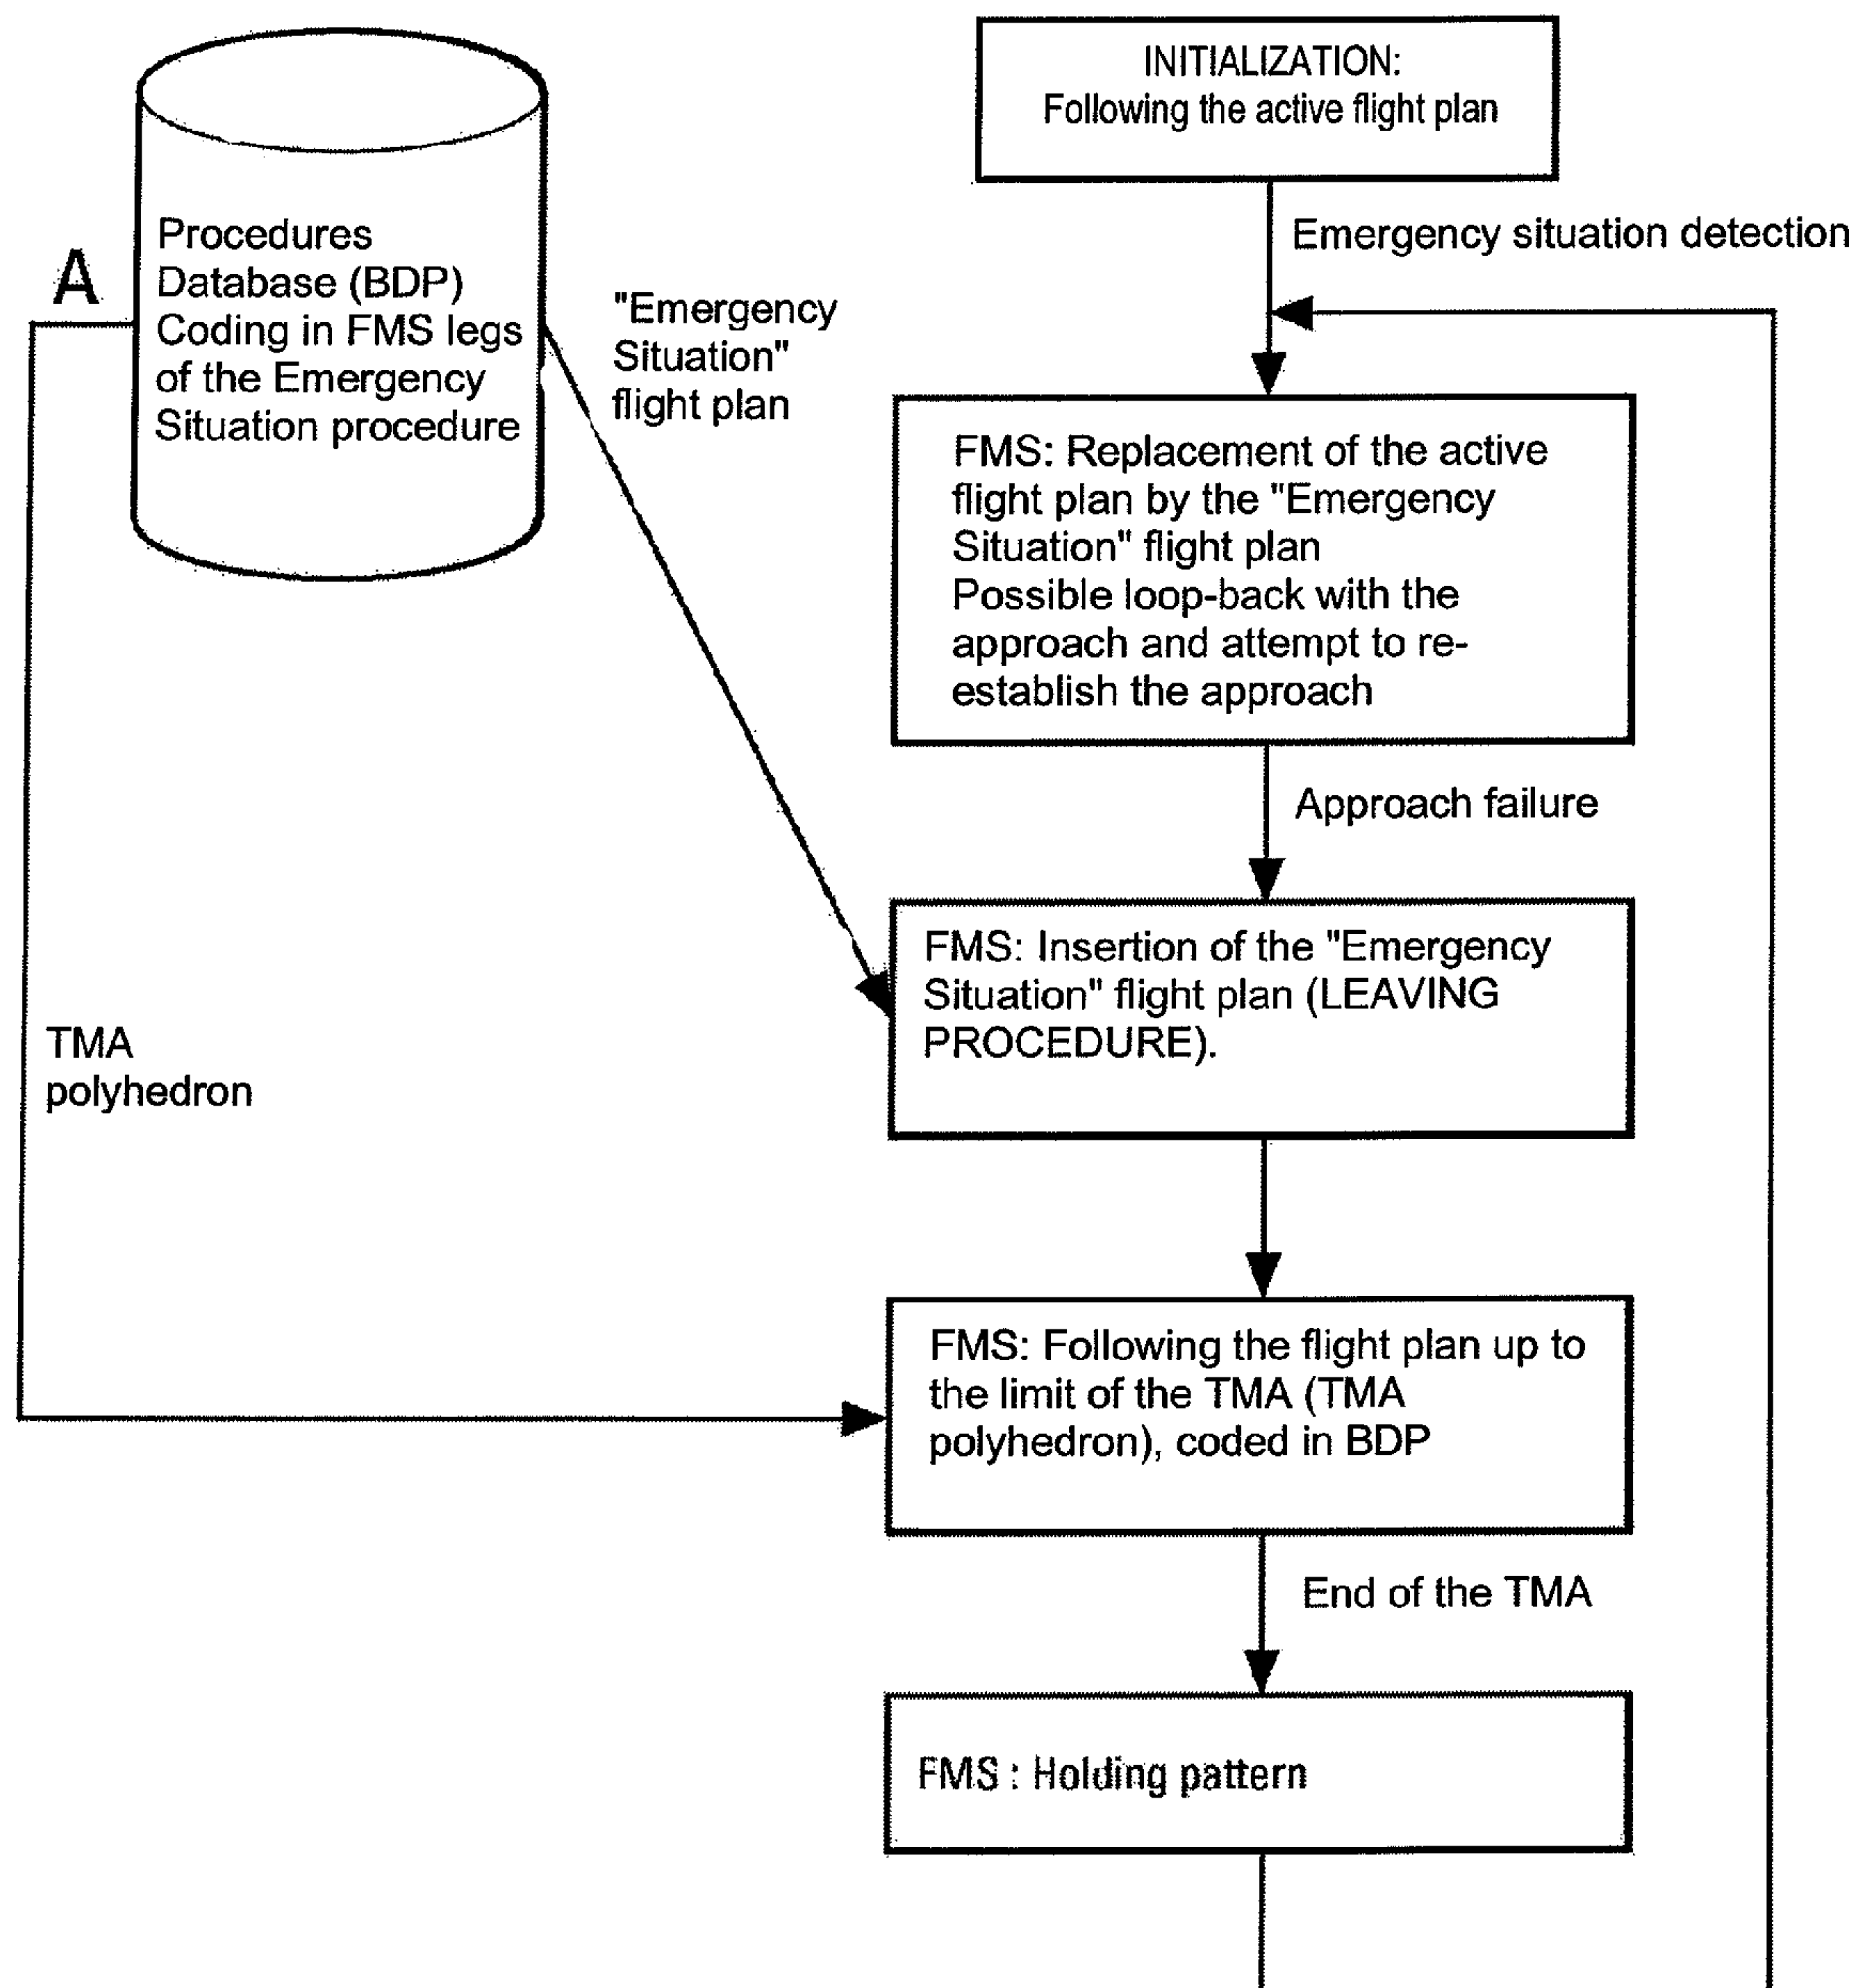 INITIALIZATION:
Following the active flight plan
Emergency situation detection
A
Procedures
Database (BDP)
Coding in FMS legs
of the Emergency
Situation procedure
"Emergency
Situation"
flight plan
FMS: Replacement of the active
flight plan by the "Emergency
Situation" flight plan
Possible loop-back with the
approach and attempt to re-
establish the approach
Approach failure
FMS: Insertion of the "Emergency
Situation" flight plan (LEAVING
PROCEDURE).
TMA
polyhedron
FMS: Following the flight plan up to
the limit of the TMA (TMA
polyhedron), coded in BDP
End of the TMA
FMS : Holding pattern